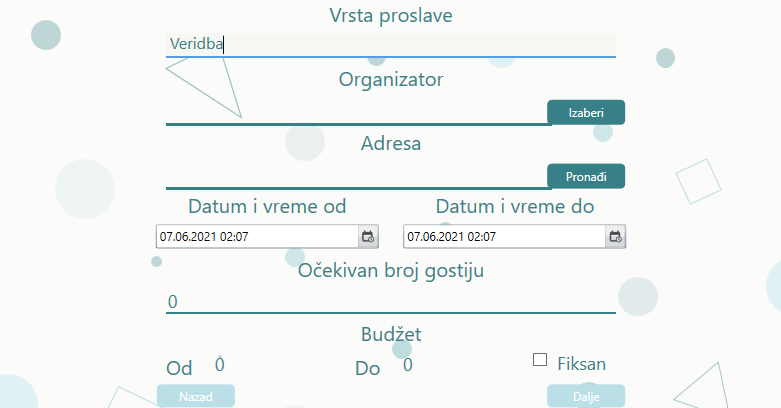 Vrsta proslave
Veridba
Organizator
Izaberi
Adresa
Pronađi
Datum i vreme od Datum i vreme do
07.06.2021 02:07 07.06.2021 02:07
Očekivan broj gostiju
0
Budžet
Od 0 Do 0 Fiksan
Nazad Dalje